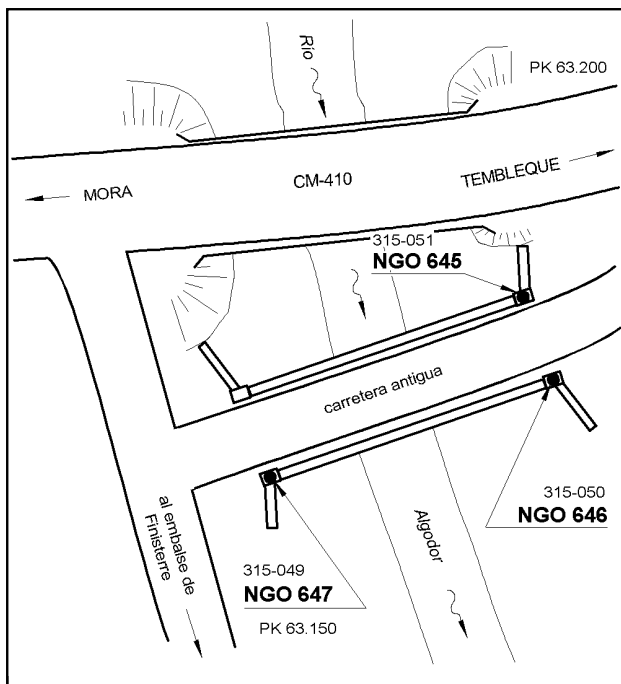 Rio
PK 63.200
CM-410
TEMBLEQUE
MORA
315-051
NGO 645
carretera antigua
315-050
NGO 646
al embalse de
Finisterre
Algodor
315-049
NGO 647
PK 63.150